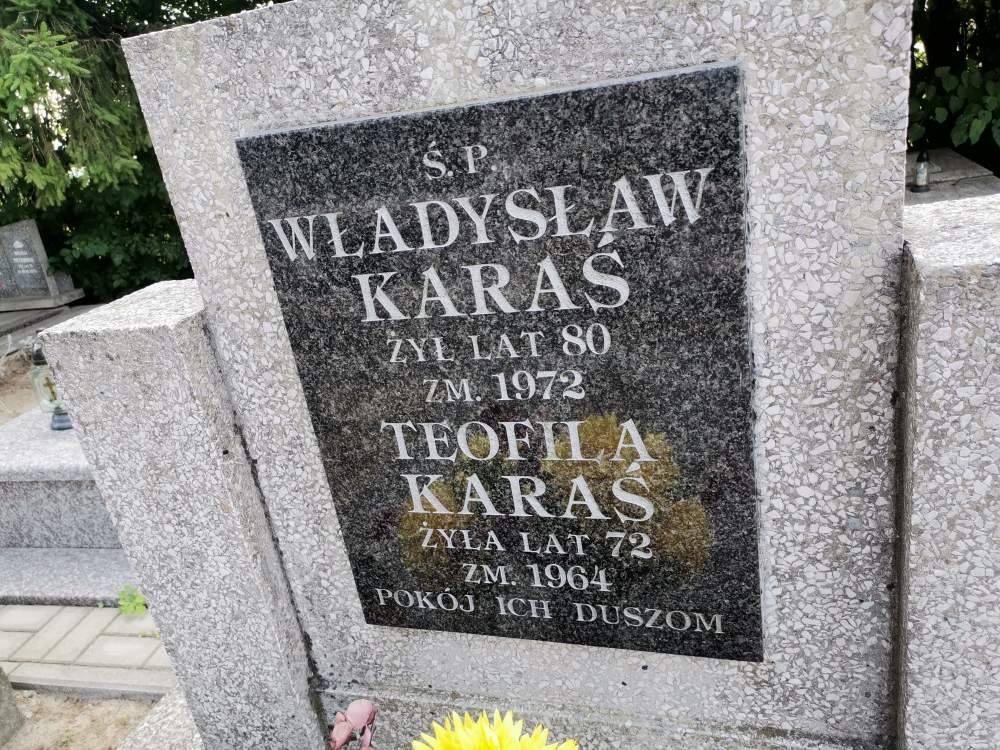 Ś.P.
WŁADYSŁAW
KARAŚ
ŻYŁ LAT 80
ZM. 1972
TEOFILA
KARAŚ
ŻYŁA LAT 72
ZM. 1964
POKÓJ ICH DUSZOM